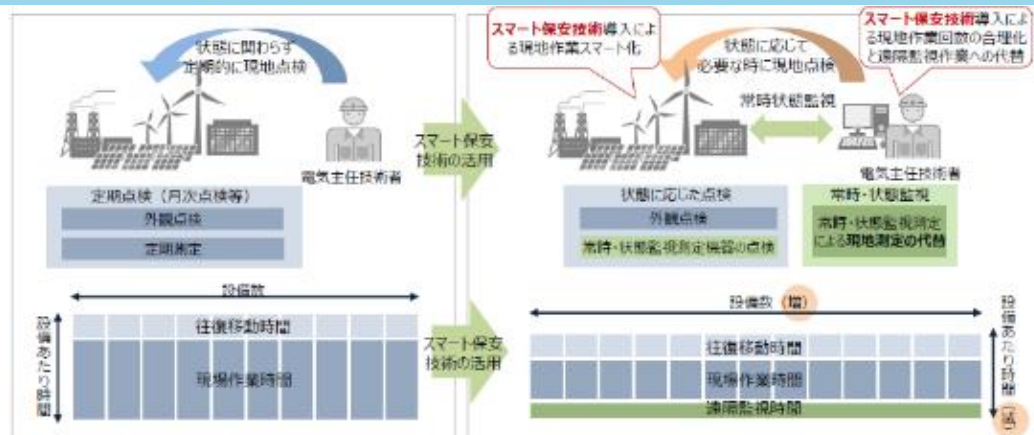 状態に関わらず
定期的に現地点検
電気主任技術者
定期点検（月次点検等）
外観点検
定期測定
設備数
設備あたり時間
往復移動時間
現場作業時間
スマート保安
技術の活用
スマート保安
技術の活用
スマート保安技術導入によ
る現地作業スマート化
状態に応じて
必要な時に現地点検
スマート保安技術導入によ
る現地作業回数の合理化
と遠隔監視作業への代替
常時状態監視
電気主任技術者
状態に応じた点検
外観点検
常時・状態監視測定機器の点検
常時・状態監視
常時・状態監視測定
による現地測定の代替
設備数（増）
往復移動時間
現場作業時間
遠隔監視時間
設備あたり時間